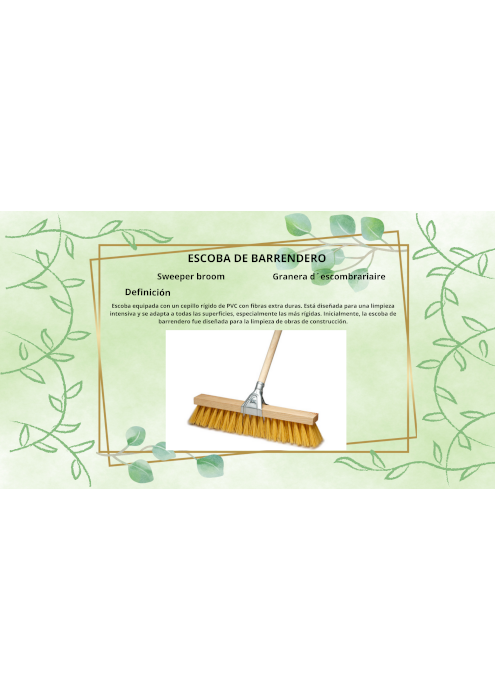 ESCOBA DE BARRENDERO
Sweeper broom Granera d´escombrariaire
Definición
Escoba equipada con un cepillo rígido de PVC con fibras extra duras. Está diseñada para una limpieza
intensiva y se adapta a todas las superficies, especialmente las más rígidas. Inicialmente, la escoba de
barrendero fue diseñada para la limpieza de obras de construcción.